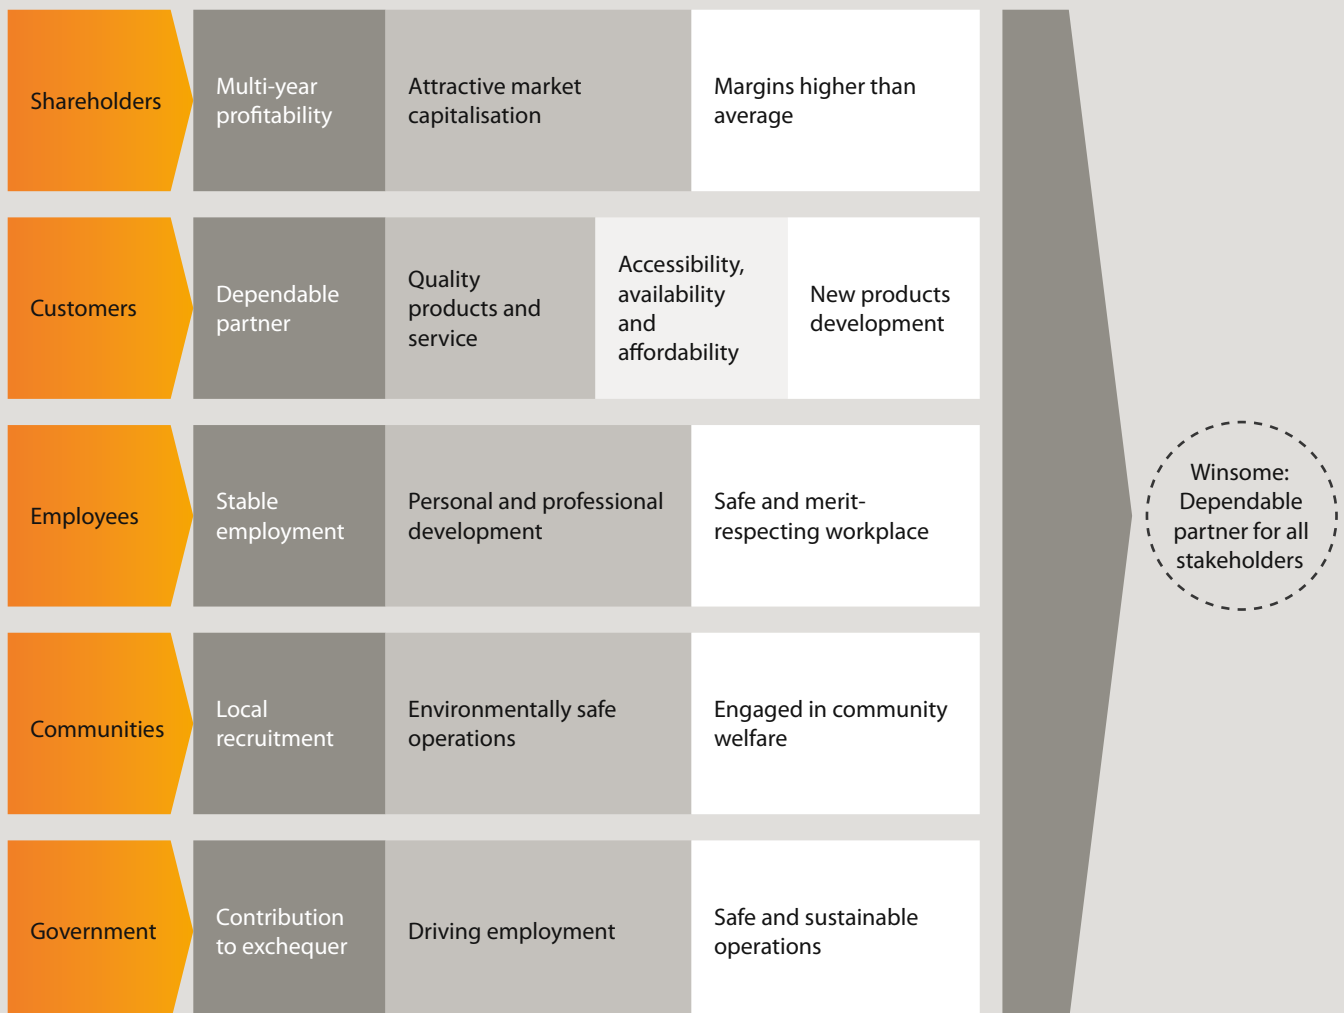 Shareholders
Multi-year
profitability
Attractive market
capitalisation
Margins higher than
average
Customers
Dependable
partner
Quality
products and
service
Accessibility,
availability
and
affordability
New products
development
Employees
Stable
employment
Personal and professional
development
Safe and merit-
respecting workplace
Communities
Local
recruitment
Environmentally safe
operations
Engaged in community
welfare
Government
Contribution
to exchequer
Driving employment
Safe and sustainable
operations
Winsome:
Dependable
partner for all
stakeholders